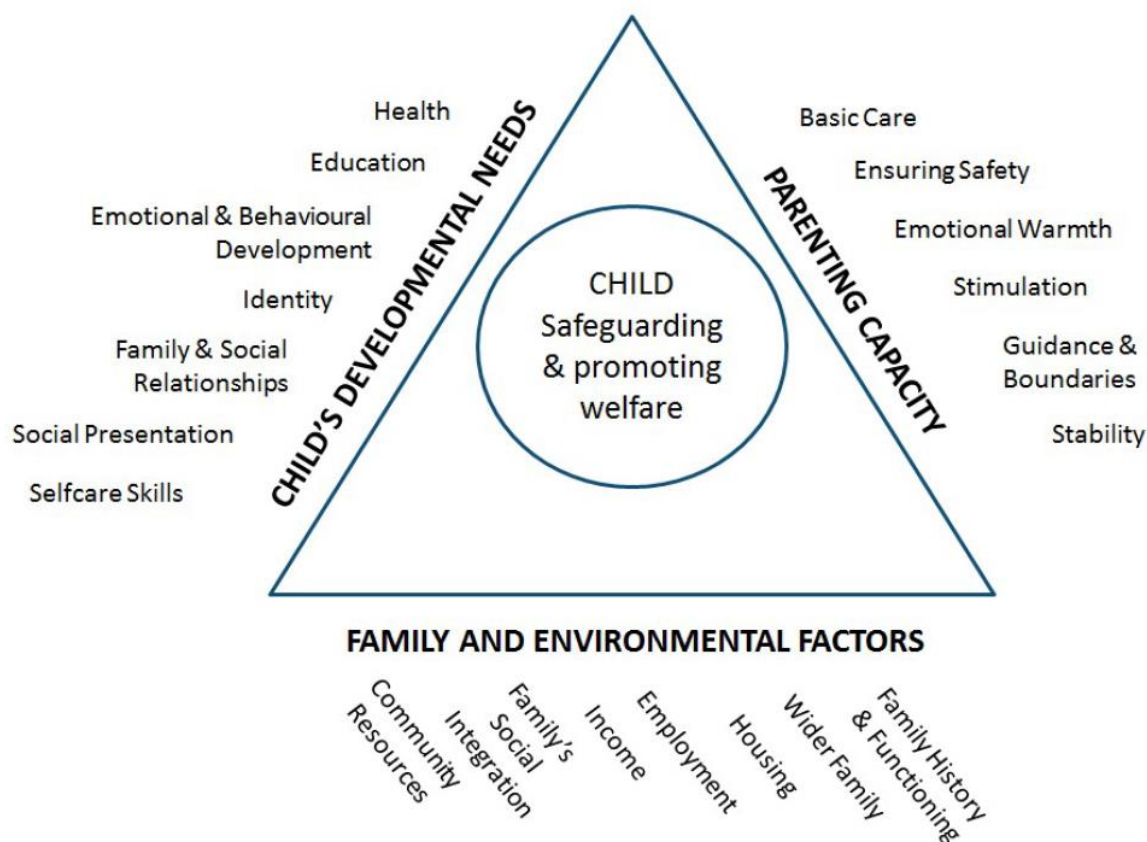 Health
Education
Emotional & Behavioural
Development
Identity
Family & Social
Relationships
Social Presentation
Selfcare Skills
CHILD'S DEVELOPMENTAL NEEDS
CHILD
Safeguarding
& promoting
welfare
PARENTING CAPACITY
Basic Care
Ensuring Safety
Emotional Warmth
Stimulation
Guidance &
Boundaries
Stability
FAMILY AND ENVIRONMENTAL FACTORS
Community
Resources
Family's
Social
Integration
Income
Employment
Housing
Wider Family
Family History
& Functioning